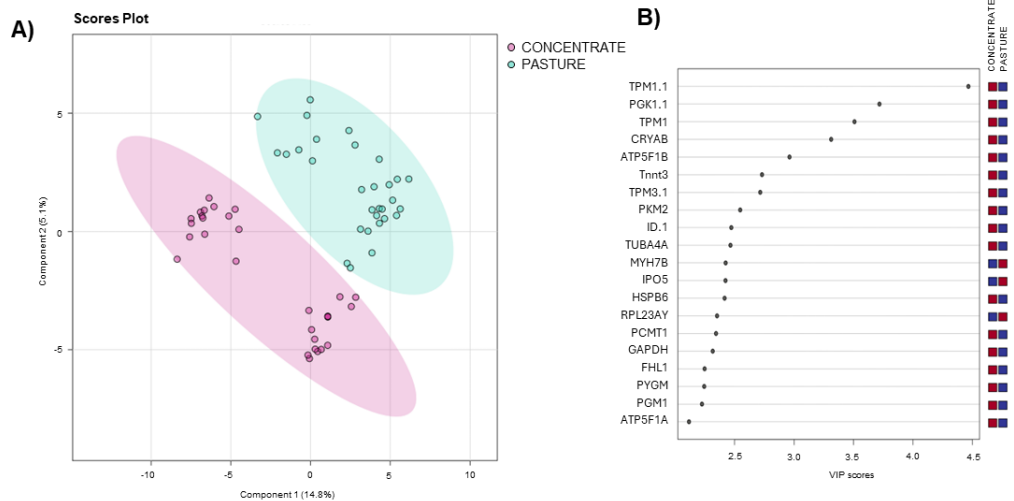 A)
Scores Plot
CONCENTRATE
PASTURE
5
0
-5
Component 2 (5.1%)
-10
-5
0
5
10
Component 1 (14.8%)
B)
CONCENTRATE
PASTURE
TPM1.1
PGK1.1
TPM1
CRYAB
ATP5F1B
Tnnt3
TPM3.1
PKM2
ID.1
TUBA4A
MYH7B
IPO5
HSPB6
RPL23AY
PCMT1
GAPDH
FHL1
PYGM
PGM1
ATP5F1A
2.5
3.0
3.5
4.0
4.5
VIP scores